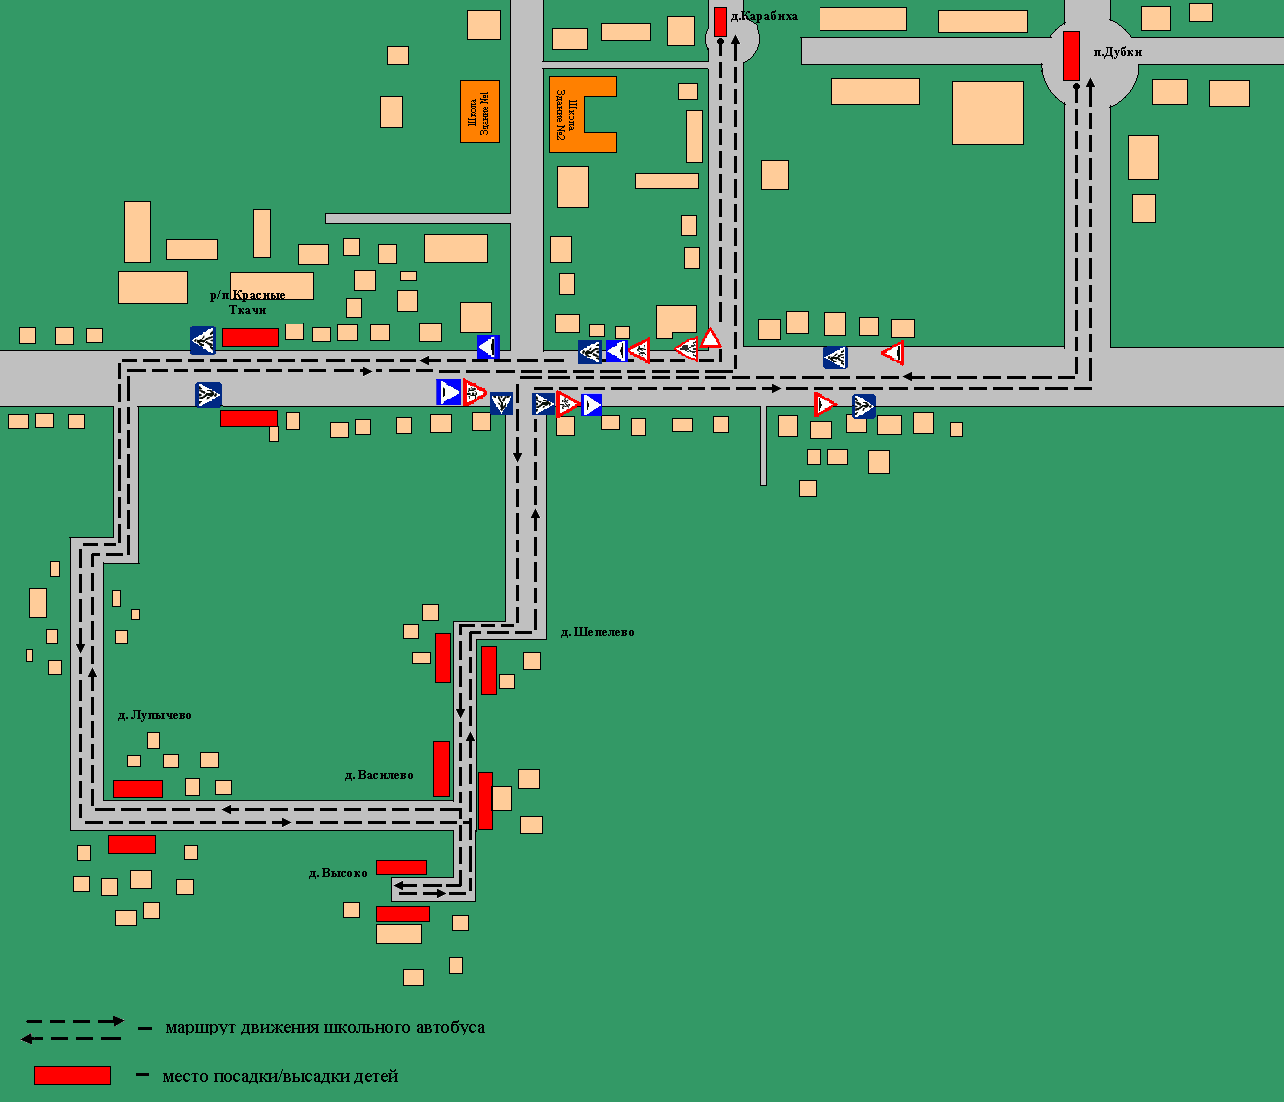 д.Карабиха
п.Дубки
Школа
Здание №1
Школа
Здание №2
р/п.Красные
Ткачи
д. Шепелево
д. Лупычево
д. Василево
д. Высоко
маршрут движения школьного автобуса
место посадки/высадки детей